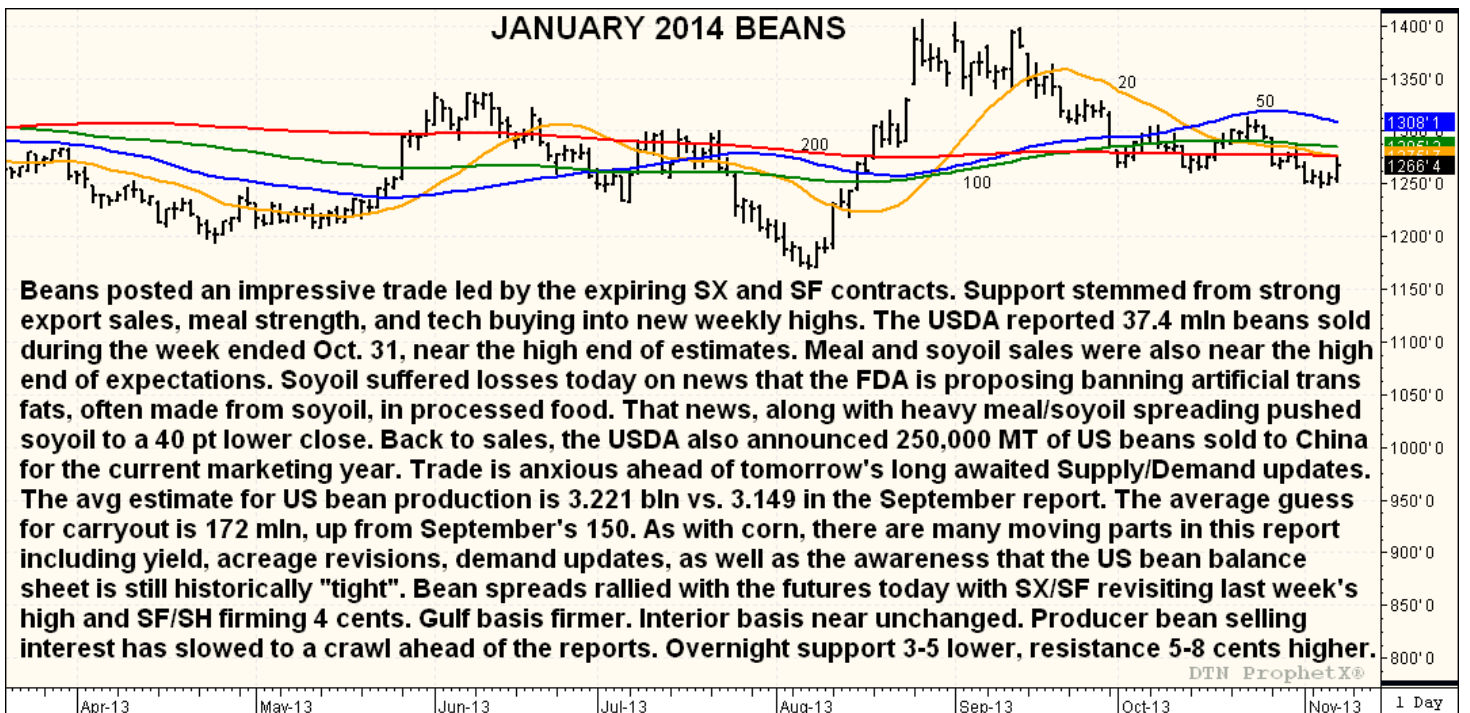 JANUARY 2014 BEANS
1400'0
1350'0
20
50
1308'1
200
1266'4
100
1250'0
1200'0
Beans posted an impressive trade led by the expiring SX and SF contracts. Support stemmed from strong
1150'0
export sales, meal strength, and tech buying into new weekly highs. The USDA reported 37.4 mln beans sold
during the week ended Oct. 31, near the high end of estimates. Meal and soyoil sales were also near the high
1100'0
end of expectations. Soyoil suffered losses today on news that the FDA is proposing banning artificial trans
1050'0
fats, often made from soyoil, in processed food. That news, along with heavy meal/soyoil spreading pushed
soyoil to a 40 pt lower close. Back to sales, the USDA also announced 250,000 MT of US beans sold to China
1000'0
for the current marketing year. Trade is anxious ahead of tomorrow's long awaited Supply/Demand updates.
The avg estimate for US bean production is 3.221 bln vs. 3.149 in the September report. The average guess
950'0
for carryout is 172 mln, up from September's 150. As with corn, there are many moving parts in this report
including yield, acreage revisions, demand updates, as well as the awareness that the US bean balance
900'0
sheet is still historically "tight". Bean spreads rallied with the futures today with SX/SF revisiting last week's
850'0
high and SF/SH firming 4 cents. Gulf basis firmer. Interior basis near unchanged. Producer bean selling
interest has slowed to a crawl ahead of the reports. Overnight support 3-5 lower, resistance 5-8 cents higher.
800'0
DTN ProphetX®
Apr-13 May-13 Jun-13 Jul-13 Aug-13 Sep-13 Oct-13 Nov-13 1 Day